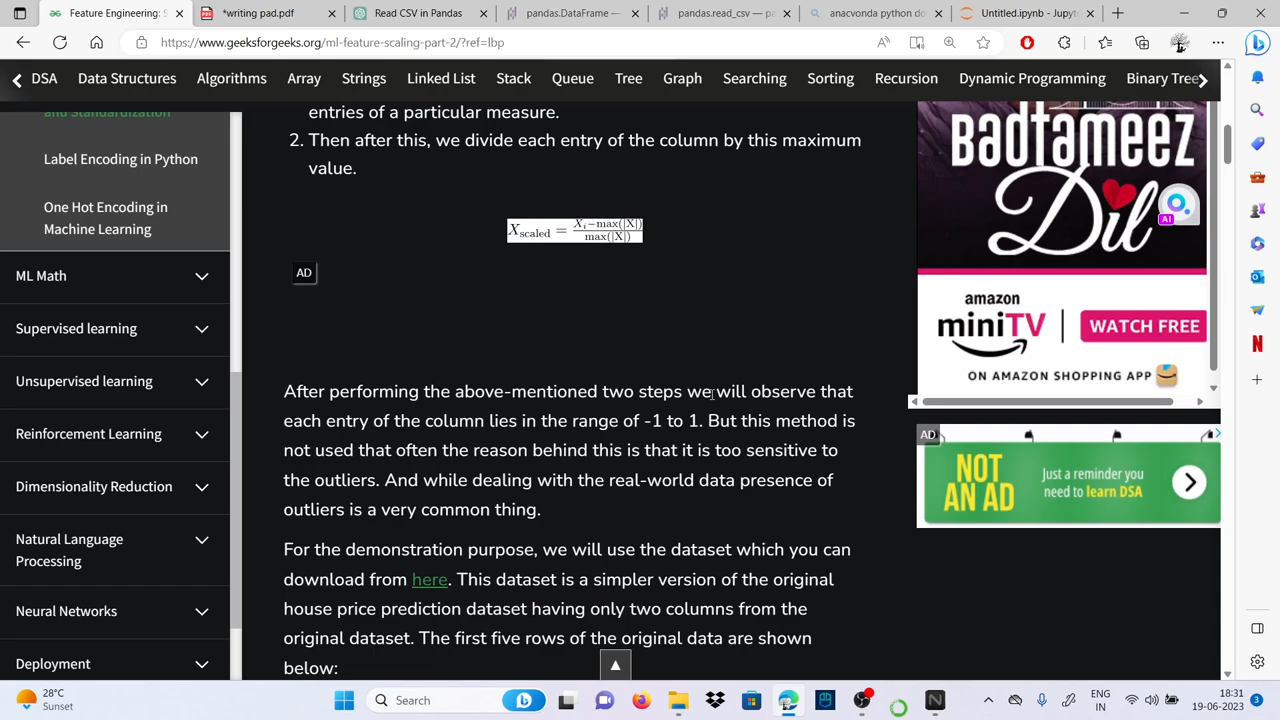 Feature Engineering: S
*writing pad.pdf
Read CSV in Pandas
pandas.DataFrame —
pandas.read_csv — pa
anacvonda python do
Untitled.ipynb - Jupyt
https://www.geeksforgeeks.org/ml-feature-scaling-part-2/?ref=lbp
DSA Data Structures Algorithms Array Strings Linked List Stack Queue Tree Graph Searching Sorting Recursion Dynamic Programming Binary Tree
and Standardization
Label Encoding in Python
One Hot Encoding in
Machine Learning
ML Math
Supervised learning
Unsupervised learning
Reinforcement Learning
Dimensionality Reduction
Natural Language
Processing
Neural Networks
Deployment
entries of a particular measure.
2. Then after this, we divide each entry of the column by this maximum
value.
X_scaled = (X_i−max(|X|))/max(|X|)
AD
After performing the above-mentioned two steps we will observe that
each entry of the column lies in the range of -1 to 1. But this method is
not used that often the reason behind this is that it is too sensitive to
the outliers. And while dealing with the real-world data presence of
outliers is a very common thing.
For the demonstration purpose, we will use the dataset which you can
download from here. This dataset is a simpler version of the original
house price prediction dataset having only two columns from the
original dataset. The first five rows of the original data are shown
below:
BADTAMEEZ
Dil
AI
amazon
miniTV
WATCH FREE
ON AMAZON SHOPPING APP
AD
NOT
AN AD
Just a reminder you
need to learn DSA
28°C
Sunset
Search
ENG
IN
18:31
19-06-2023
3